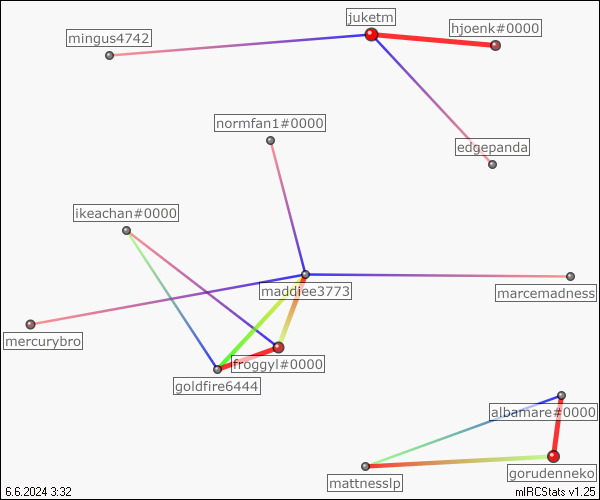 juketm
hjoenk#0000
mingus4742
normfan1#0000
edgepanda
ikeachan#0000
maddiee3773
marcemadness
mercurybro
froggyl#0000
goldfire6444
albamare#0000
gorudenneko
mattnesslp
6.6.2024 3:32
mIRCStats v1.25